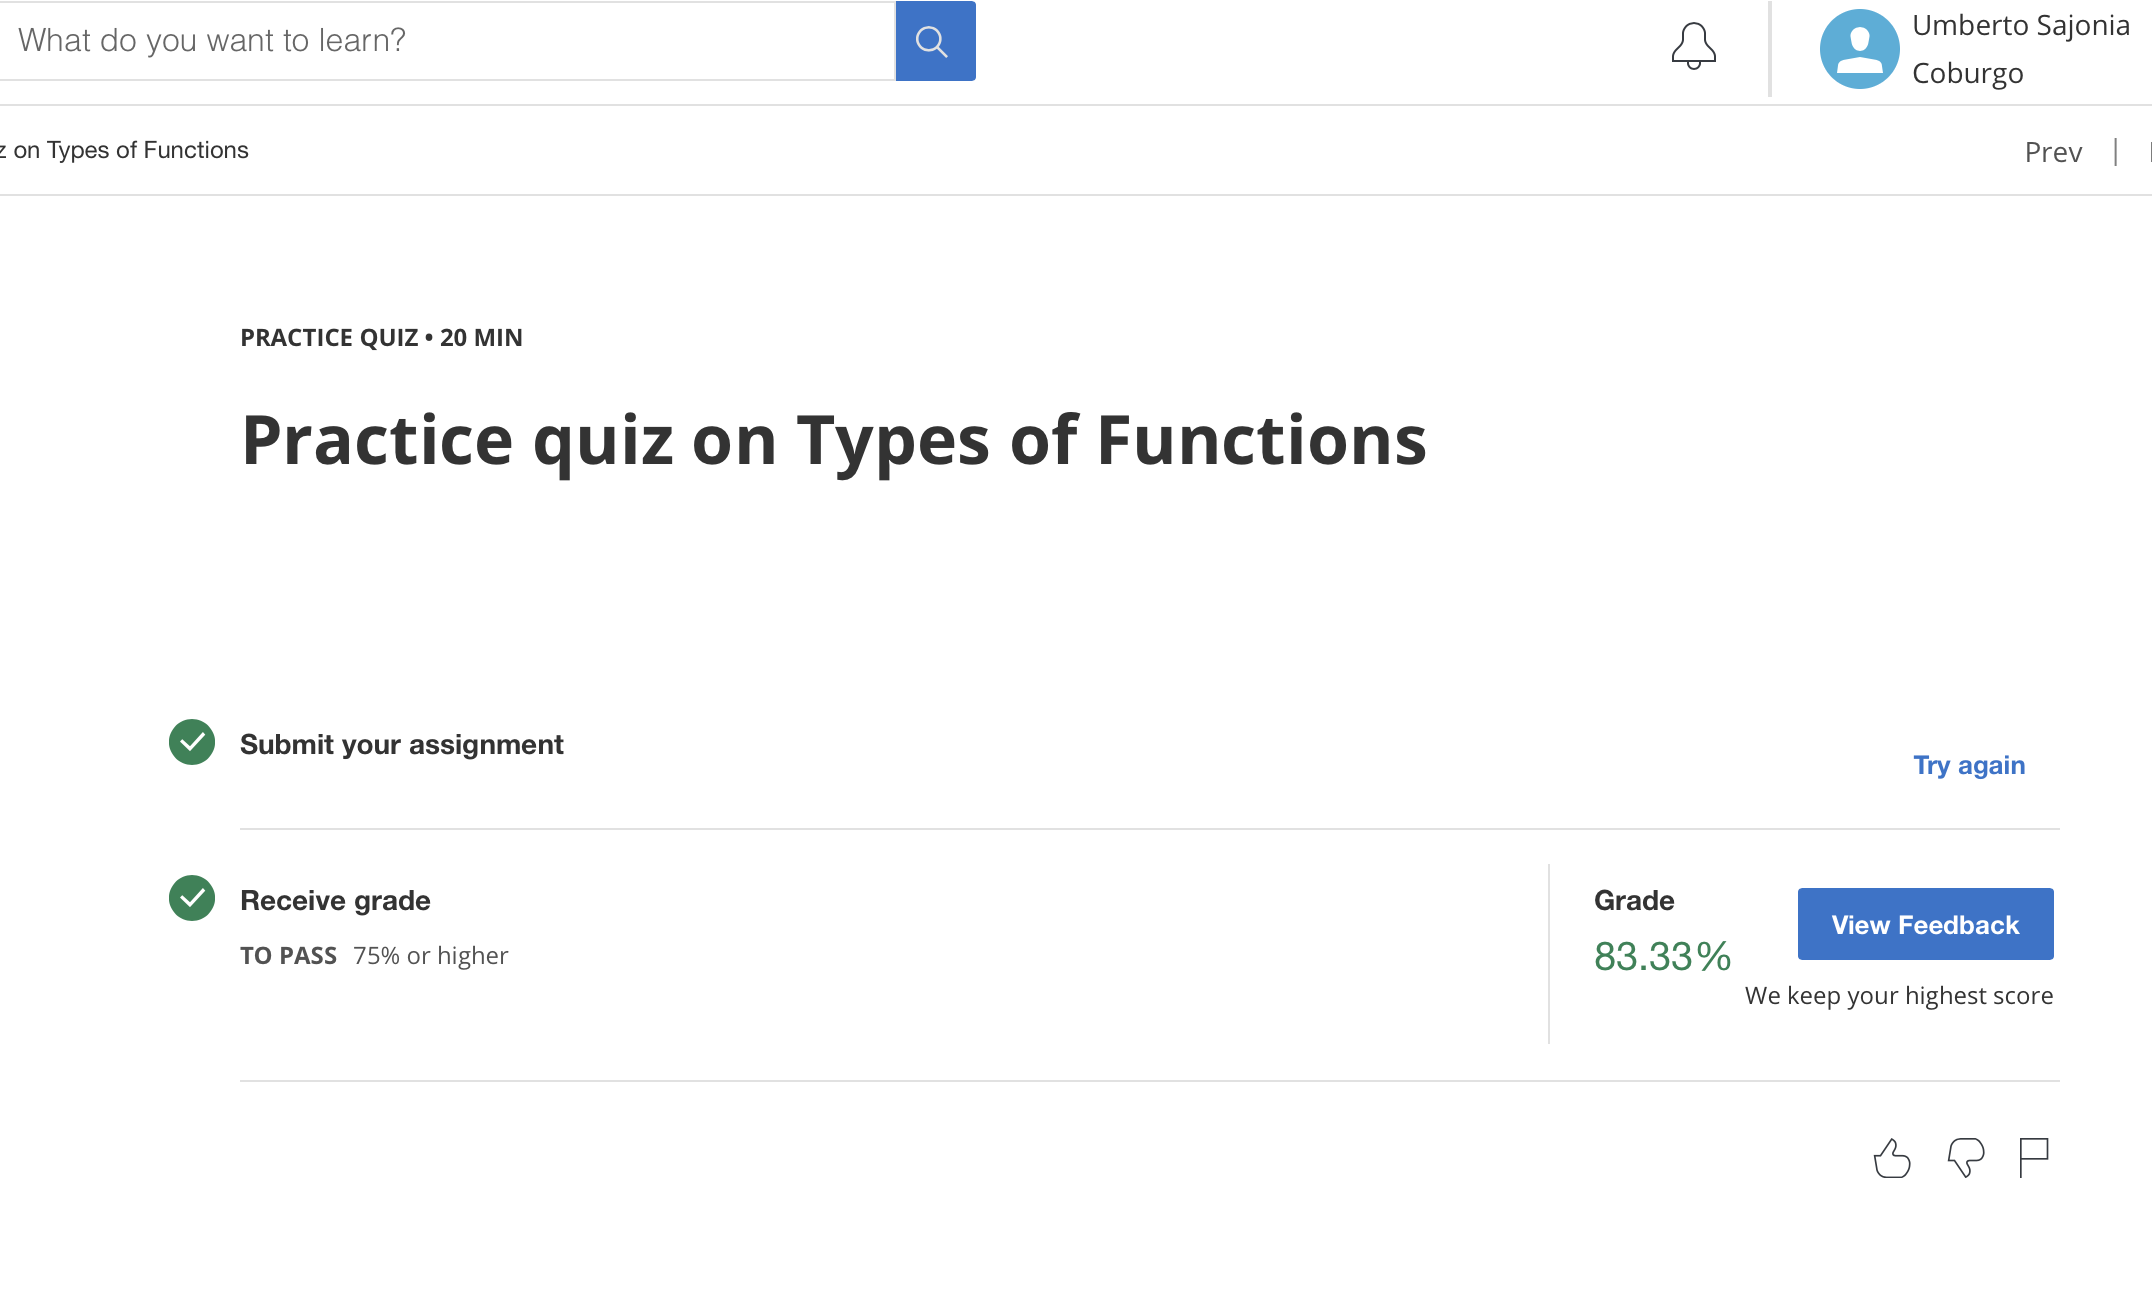 What do you want to learn?
Umberto Sajonia
Coburgo
z on Types of Functions
Prev |
PRACTICE QUIZ • 20 MIN
Practice quiz on Types of Functions
Submit your assignment
Try again
Receive grade
TO PASS 75% or higher
Grade
83.33%
View Feedback
We keep your highest score